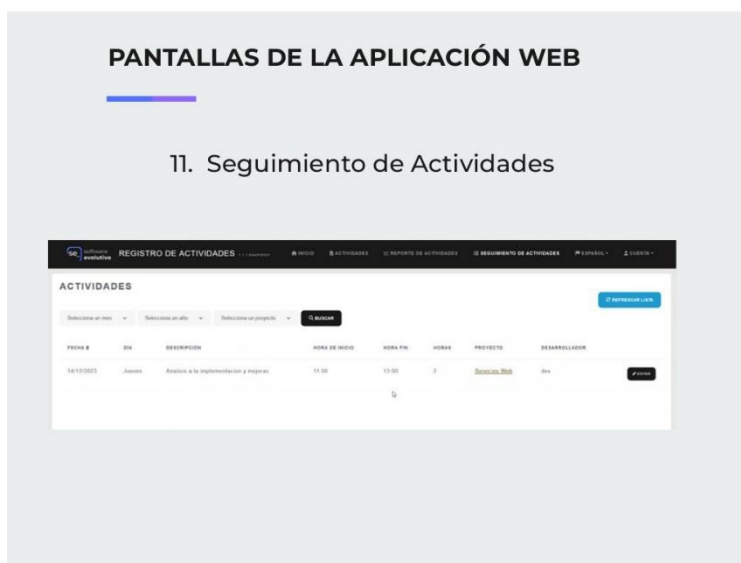 PANTALLAS DE LA APLICACIÓN WEB
11. Seguimiento de Actividades
se software evolutivo REGISTRO DE ACTIVIDADES INICIO ACTIVIDADES REPORTE DE ACTIVIDADES SEGUIMIENTO DE ACTIVIDADES ESPAÑOL CUENTA
ACTIVIDADES
REFRESCAR LISTA
Selecciona un mes Selecciona un año Selecciona un proyecto BUSCAR
FECHA DÍA DESCRIPCIÓN HORA DE INICIO HORA FIN HORAS PROYECTO DESARROLLADOR
14/12/2023 Jueves Analisis a la implementacion y mejoras 11:00 13:00 2 Servicios Web dev